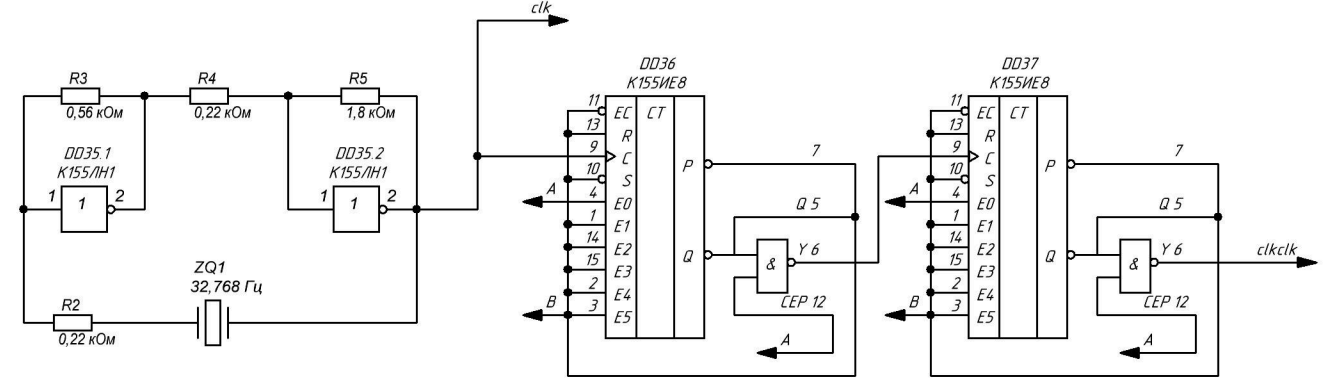 clk
R3
0,56 кОм
R4
0,22 кОм
R5
1,8 кОм
DD35.1
К155ЛН1
1
1
2
DD35.2
К155ЛН1
1
1
2
ZQ1
32,768 Гц
R2
0,22 кОм
DD36
К155ИЕ8
11 EC CT
13 R
9 C
10 S
A 4 E0
1 E1
14 E2
15 E3
2 E4
B 3 E5
P 7
Q 5
Q
& Y 6
CEP 12
A
DD37
К155ИЕ8
11 EC CT
13 R
9 C
10 S
A 4 E0
1 E1
14 E2
15 E3
2 E4
B 3 E5
P 7
Q 5
Q
& Y 6
clkclk
CEP 12
A